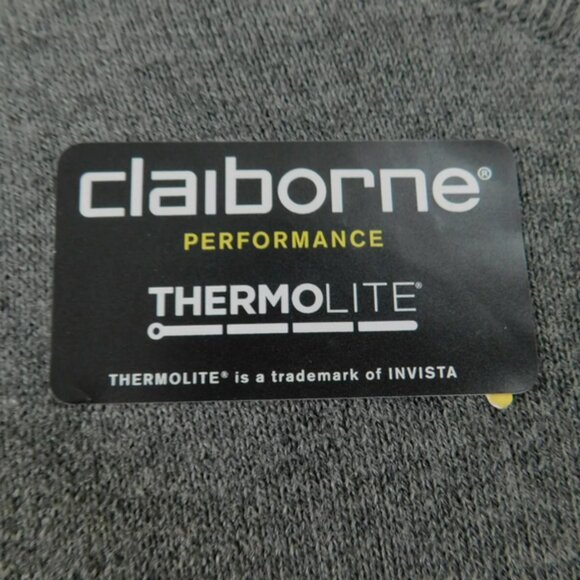 claiborne®
PERFORMANCE
THERMOLITE®
THERMOLITE® is a trademark of INVISTA